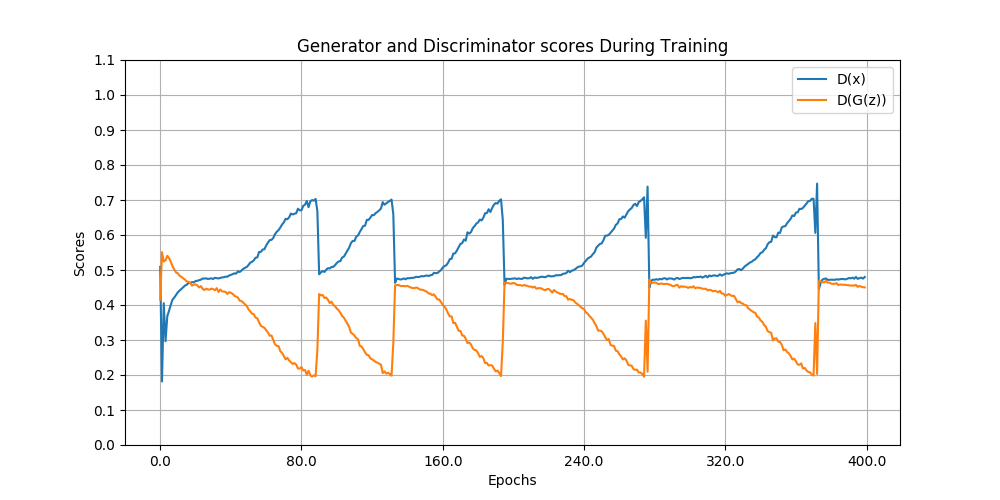 Generator and Discriminator scores During Training
1.1
1.0
0.9
0.8
0.7
0.6
0.5
0.4
0.3
0.2
0.1
0.0
Scores
D(x)
D(G(z))
0.0 80.0 160.0 240.0 320.0 400.0
Epochs